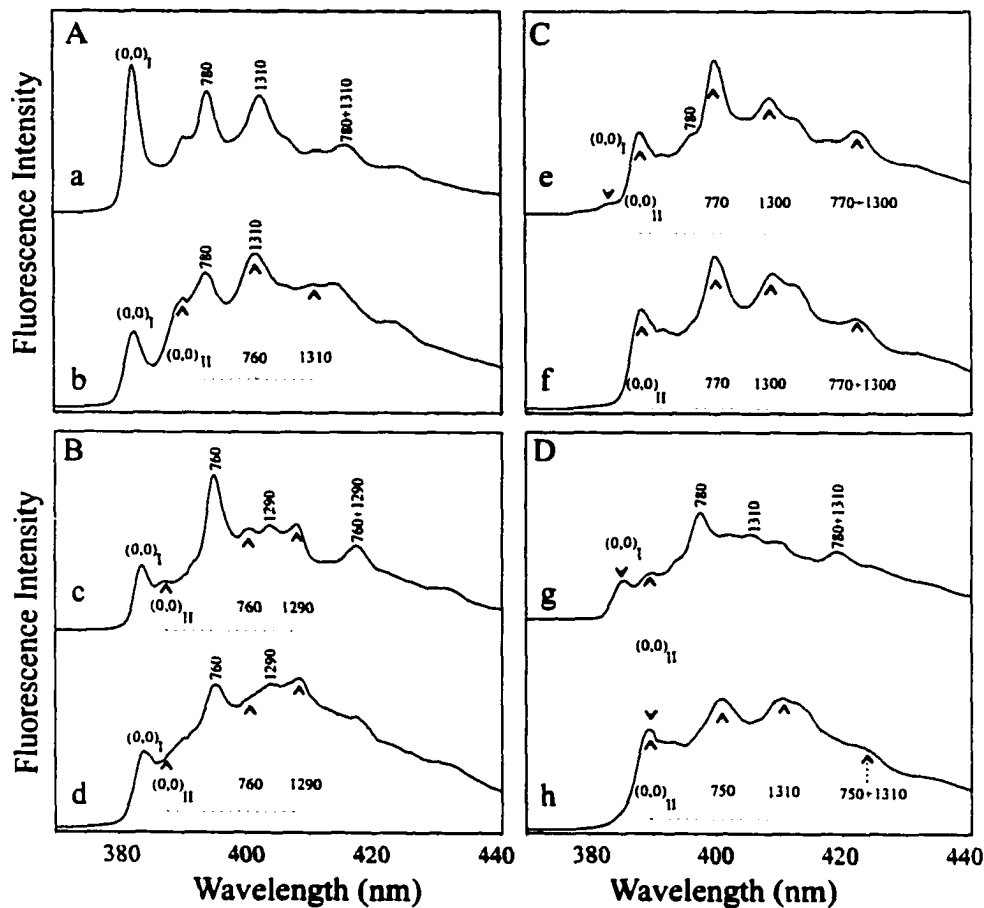 A
(0,0)I
780
1310
780+1310
a
(0,0)I
780
1310
(0,0)II 760 1310
b
C
(0,0)I
780
e
(0,0)II 770 1300 770+1300
f
(0,0)II 770 1300 770+1300
B
(0,0)I
760
1290
760+1290
c
(0,0)II 760 1290
(0,0)I
760
1290
d
(0,0)II 760 1290
D
(0,0)I
780
1310
780+1310
g
(0,0)II
h
(0,0)II 750 1310 750+1310
Fluorescence Intensity
Fluorescence Intensity
380 400 420 440
380 400 420 440
Wavelength (nm)
Wavelength (nm)